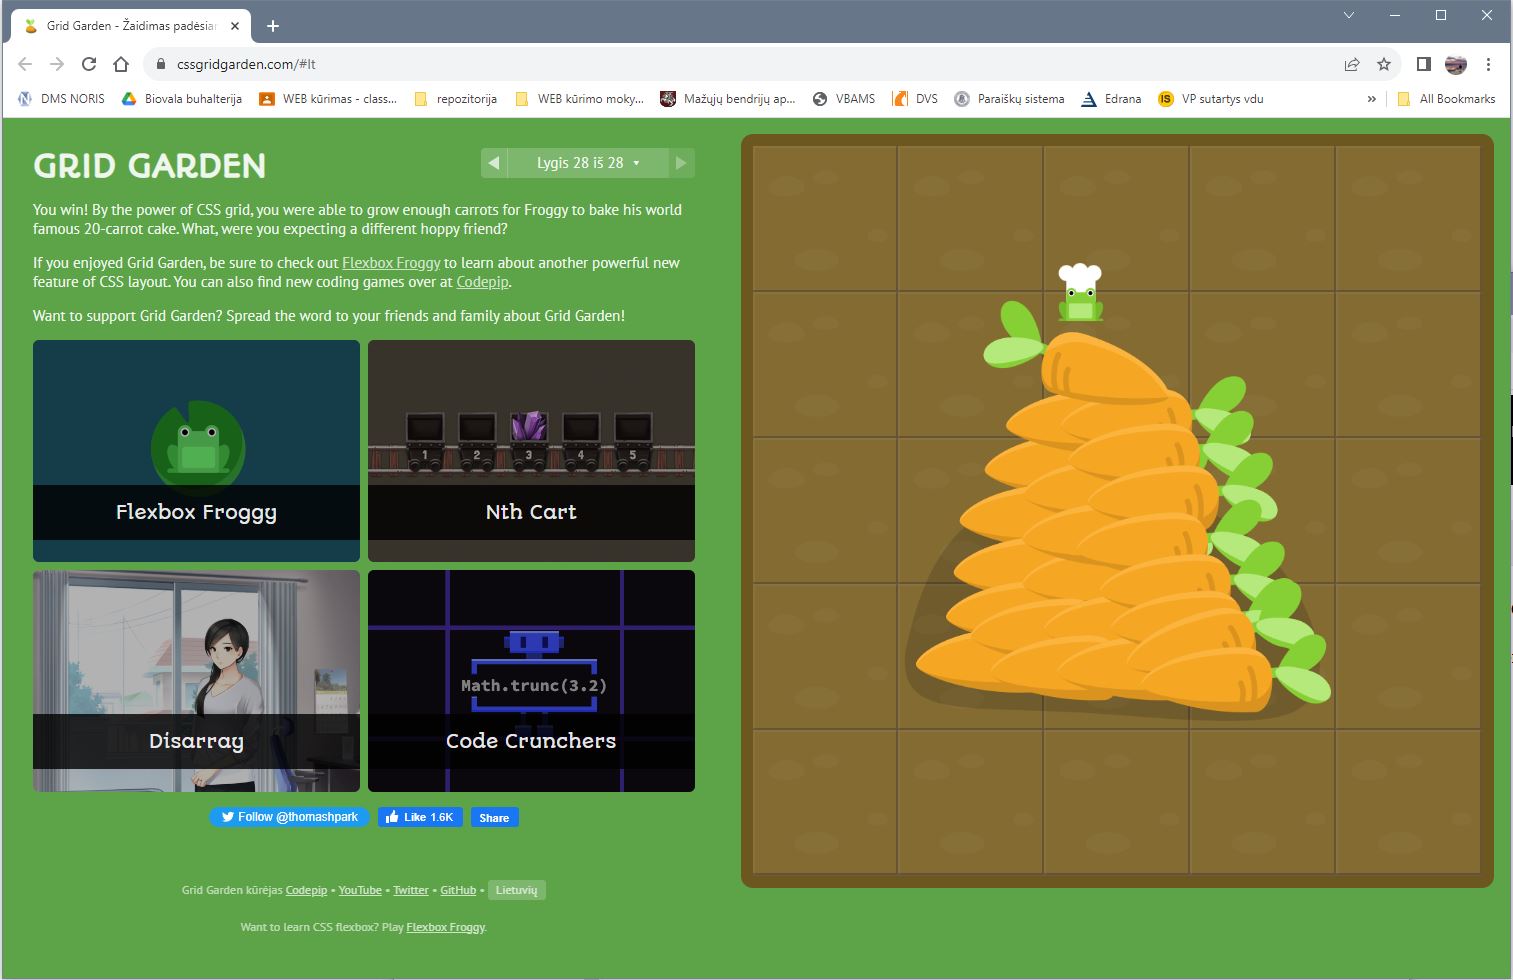 Grid Garden - Žaidimas padėsiar
cssgridgarden.com/#lt
DMS NORIS
Biovala buhalterija
WEB kūrimas - class...
repozitorija
WEB kūrimo moky...
Mažųjų bendrijų ap...
VBAMS
DVS
Paraiškų sistema
Edrana
IS
VP sutartys vdu
»
All Bookmarks
GRID GARDEN
Lygis 28 iš 28
You win! By the power of CSS grid, you were able to grow enough carrots for Froggy to bake his world
famous 20-carrot cake. What, were you expecting a different hoppy friend?
If you enjoyed Grid Garden, be sure to check out Flexbox Froggy to learn about another powerful new
feature of CSS layout. You can also find new coding games over at Codepip.
Want to support Grid Garden? Spread the word to your friends and family about Grid Garden!
Flexbox Froggy
1 2 3 4 5
Nth Cart
Disarray
Math.trunc(3.2)
Code Crunchers
Follow @thomashpark
Like 1.6K
Share
Grid Garden kūrėjas Codepip • YouTube • Twitter • GitHub • Lietuvių
Want to learn CSS flexbox? Play Flexbox Froggy.